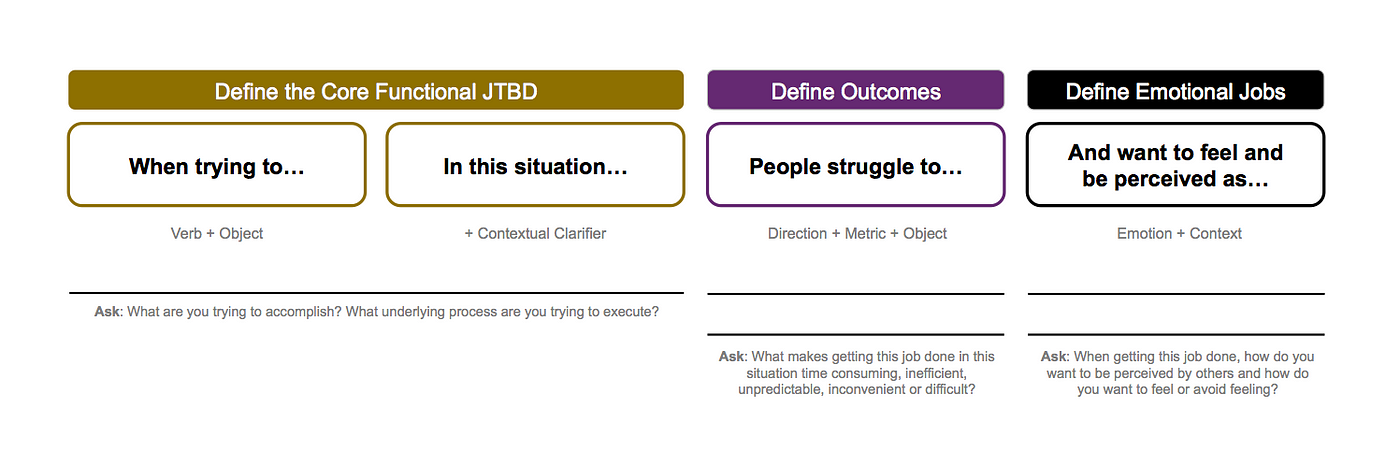 Define the Core Functional JTBD
Define Outcomes
Define Emotional Jobs
When trying to…
In this situation…
People struggle to…
And want to feel and
be perceived as…
Verb + Object
+ Contextual Clarifier
Direction + Metric + Object
Emotion + Context
Ask: What are you trying to accomplish? What underlying process are you trying to execute?
Ask: What makes getting this job done in this
situation time consuming, inefficient,
unpredictable, inconvenient or difficult?
Ask: When getting this job done, how do you
want to be perceived by others and how do
you want to feel or avoid feeling?